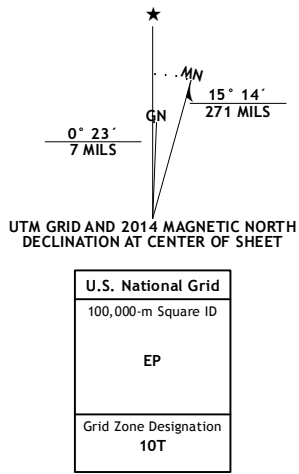 ★
MN
15° 14´
271 MILS
GN
0° 23´
7 MILS
UTM GRID AND 2014 MAGNETIC NORTH
DECLINATION AT CENTER OF SHEET
U.S. National Grid
100,000-m Square ID
EP
Grid Zone Designation
10T